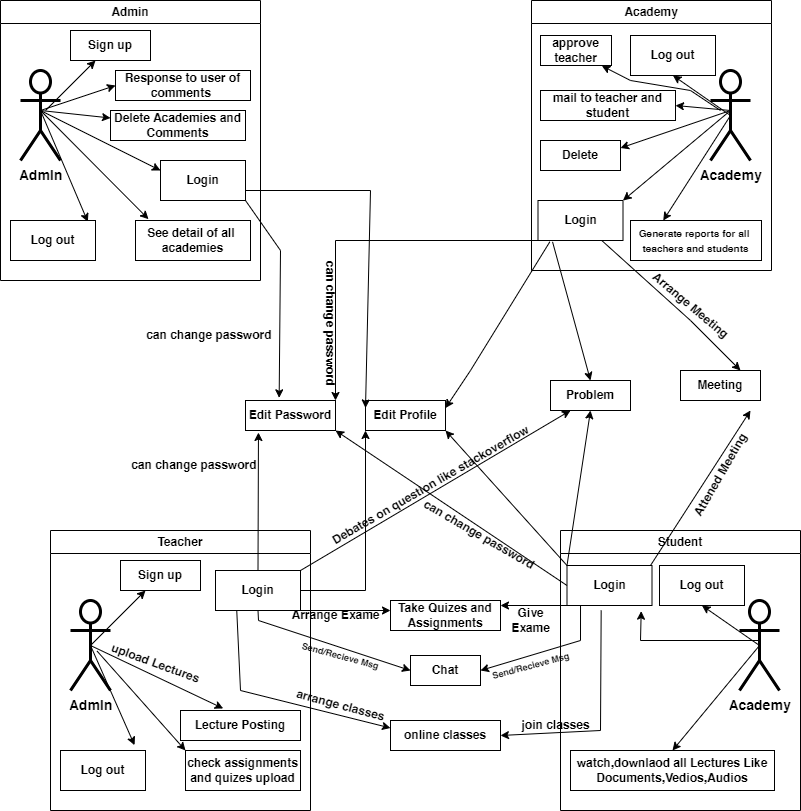 Admin
Sign up
Response to user of
comments
Delete Academies and
Comments
AdmIn
Login
Log out
See detail of all
academies
Academy
approve
teacher
Log out
mail to teacher and
student
Delete
Academy
Login
Generate reports for all
teachers and students
can change password
can change password
Arrange Meeting
Edit Password
Edit Profile
Problem
Meeting
can change password
Debates on question like stackoverflow
can change password
Attened Meeting
Teacher
Sign up
Login
AdmIn
upload Lectures
Lecture Posting
Log out
check assignments
and quizes upload
Arrange Exame
Take Quizes and
Assignments
Give
Exame
Send/Recieve Msg
Chat
Send/Recieve Msg
arrange classes
online classes
join classes
Student
Login
Log out
Academy
watch,downlaod all Lectures Like
Documents,Vedios,Audios